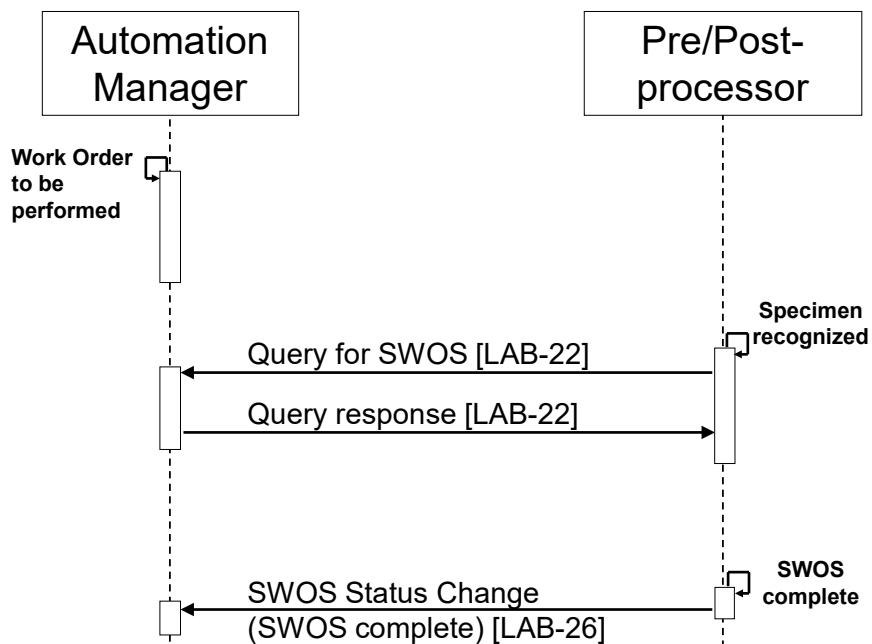 Automation
Manager
Pre/Post-
processor
Work Order
to be
performed
Specimen
recognized
Query for SWOS [LAB-22]
Query response [LAB-22]
SWOS
complete
SWOS Status Change
(SWOS complete) [LAB-26]